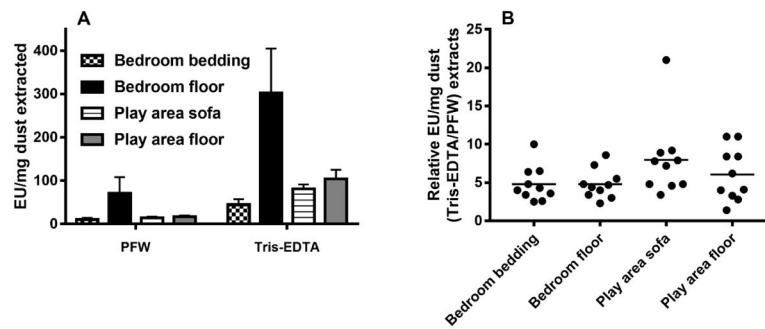 A
EU/mg dust extracted
400
300
200
100
0
Bedroom bedding
Bedroom floor
Play area sofa
Play area floor
PFW
Tris-EDTA
B
Relative EU/mg dust
(Tris-EDTA/PFW) extracts
25
20
15
10
5
0
Bedroom bedding
Bedroom floor
Play area sofa
Play area floor